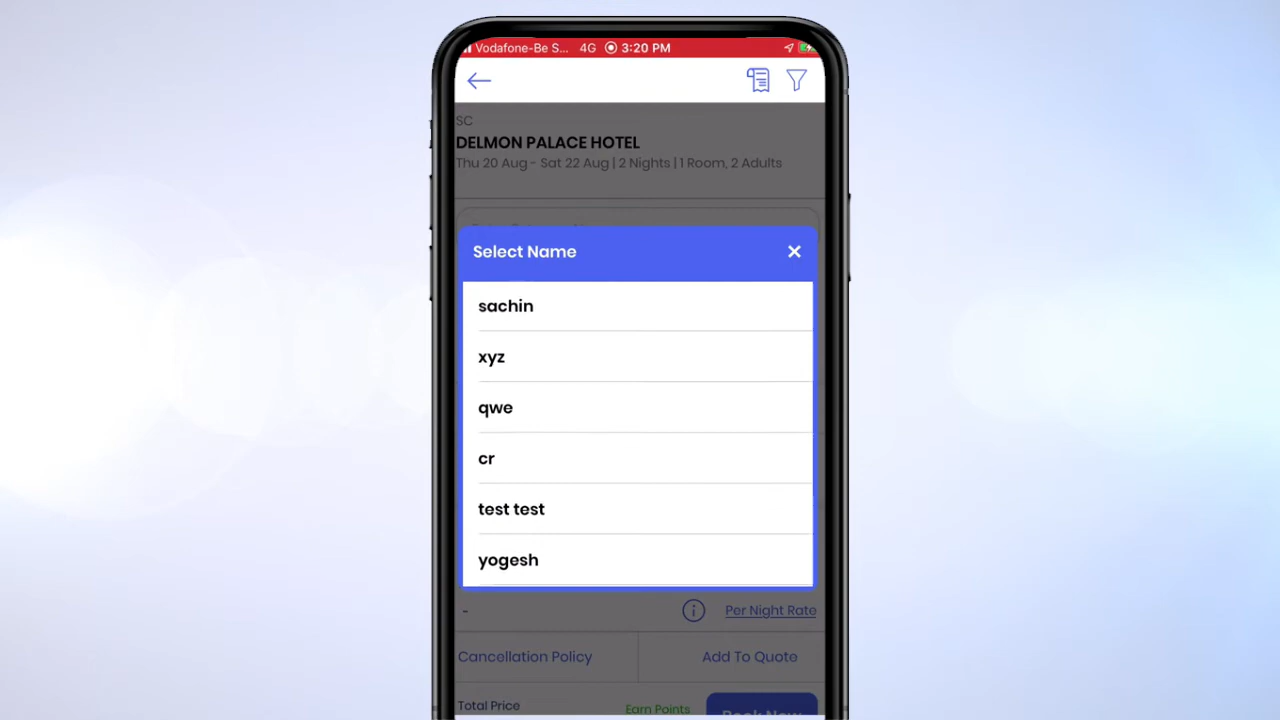 Vodafone-Be S... 4G 3:20 PM
SC
DELMON PALACE HOTEL
Thu 20 Aug - Sat 22 Aug | 2 Nights | 1 Room, 2 Adults
Select Name
sachin
xyz
qwe
cr
test test
yogesh
- Per Night Rate
Cancellation Policy Add To Quote
Total Price Earn Points Book Now